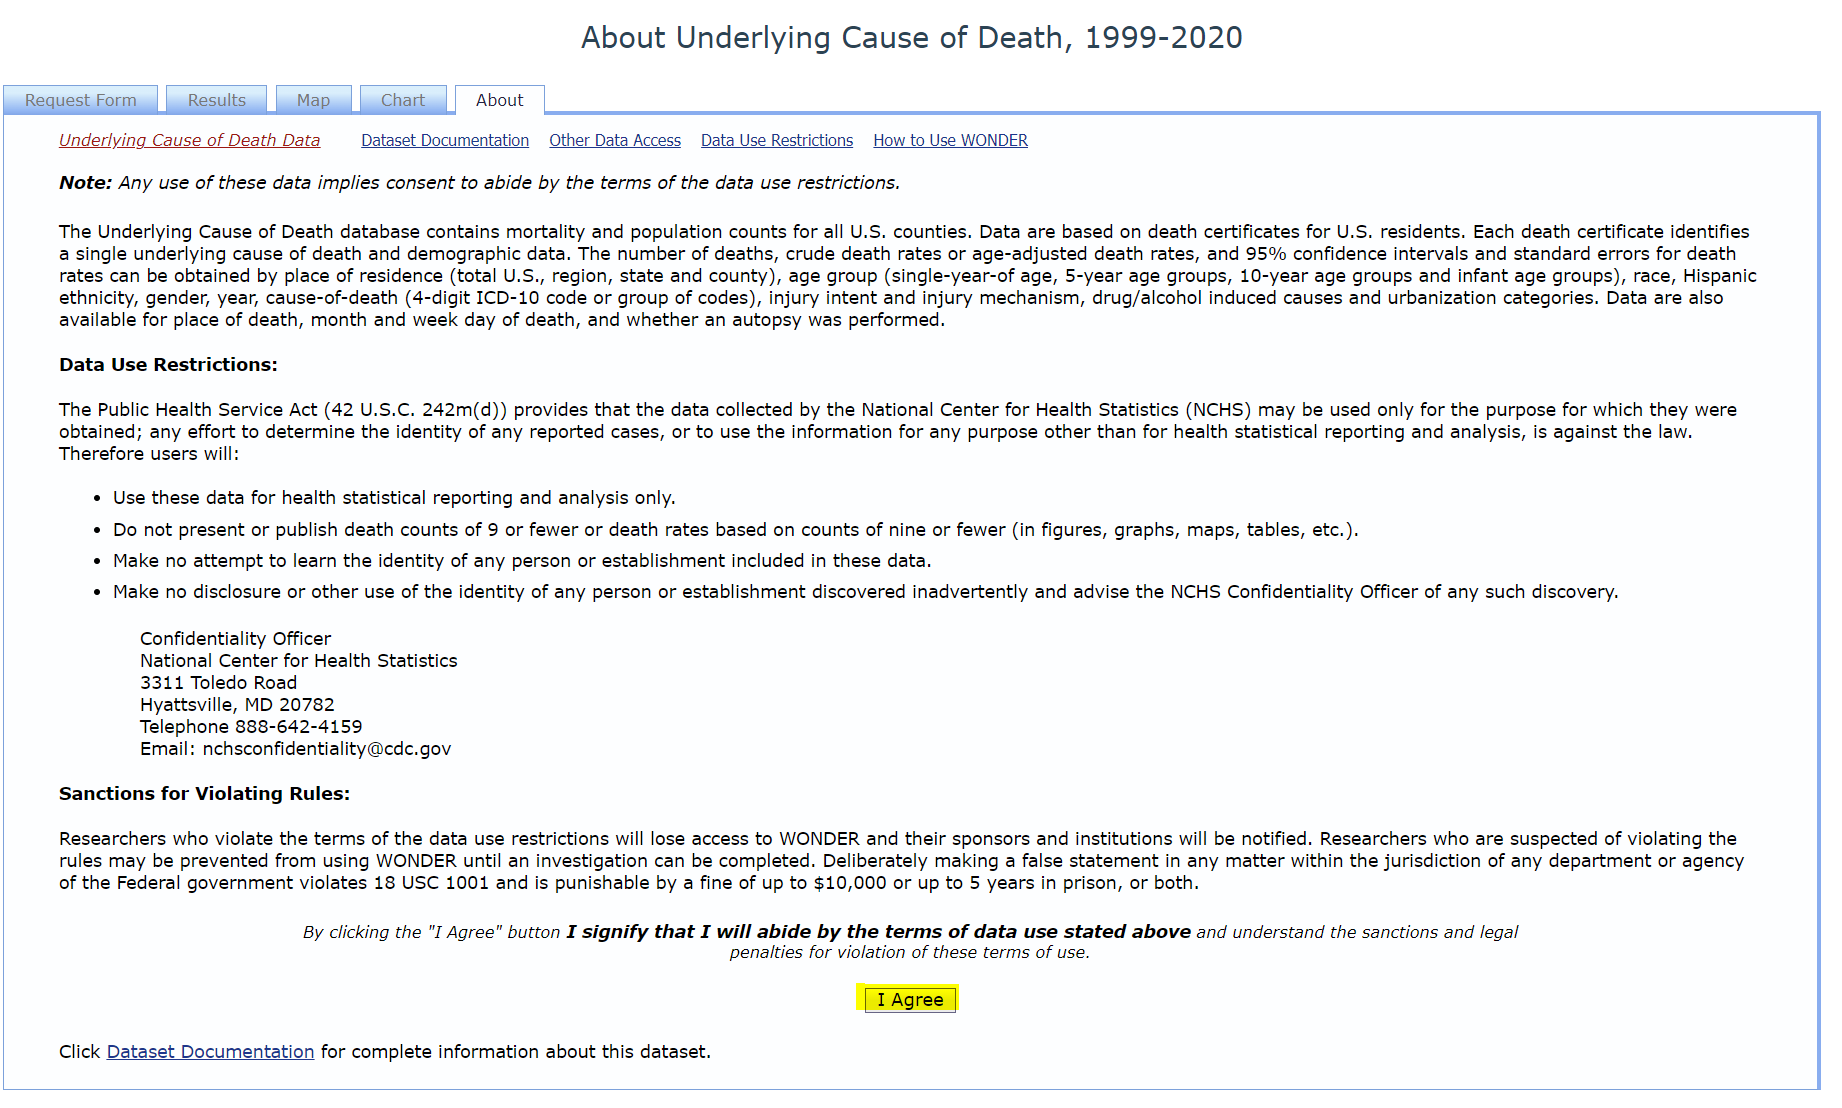 About Underlying Cause of Death, 1999-2020
Request Form Results Map Chart About
Underlying Cause of Death Data Dataset Documentation Other Data Access Data Use Restrictions How to Use WONDER
Note: Any use of these data implies consent to abide by the terms of the data use restrictions.
The Underlying Cause of Death database contains mortality and population counts for all U.S. counties. Data are based on death certificates for U.S. residents. Each death certificate identifies
a single underlying cause of death and demographic data. The number of deaths, crude death rates or age-adjusted death rates, and 95% confidence intervals and standard errors for death
rates can be obtained by place of residence (total U.S., region, state and county), age group (single-year-of age, 5-year age groups, 10-year age groups and infant age groups), race, Hispanic
ethnicity, gender, year, cause-of-death (4-digit ICD-10 code or group of codes), injury intent and injury mechanism, drug/alcohol induced causes and urbanization categories. Data are also
available for place of death, month and week day of death, and whether an autopsy was performed.
Data Use Restrictions:
The Public Health Service Act (42 U.S.C. 242m(d)) provides that the data collected by the National Center for Health Statistics (NCHS) may be used only for the purpose for which they were
obtained; any effort to determine the identity of any reported cases, or to use the information for any purpose other than for health statistical reporting and analysis, is against the law.
Therefore users will:
• Use these data for health statistical reporting and analysis only.
• Do not present or publish death counts of 9 or fewer or death rates based on counts of nine or fewer (in figures, graphs, maps, tables, etc.).
• Make no attempt to learn the identity of any person or establishment included in these data.
• Make no disclosure or other use of the identity of any person or establishment discovered inadvertently and advise the NCHS Confidentiality Officer of any such discovery.
Confidentiality Officer
National Center for Health Statistics
3311 Toledo Road
Hyattsville, MD 20782
Telephone 888-642-4159
Email: nchsconfidentiality@cdc.gov
Sanctions for Violating Rules:
Researchers who violate the terms of the data use restrictions will lose access to WONDER and their sponsors and institutions will be notified. Researchers who are suspected of violating the
rules may be prevented from using WONDER until an investigation can be completed. Deliberately making a false statement in any matter within the jurisdiction of any department or agency
of the Federal government violates 18 USC 1001 and is punishable by a fine of up to $10,000 or up to 5 years in prison, or both.
By clicking the "I Agree" button I signify that I will abide by the terms of data use stated above and understand the sanctions and legal
penalties for violation of these terms of use.
I Agree
Click Dataset Documentation for complete information about this dataset.